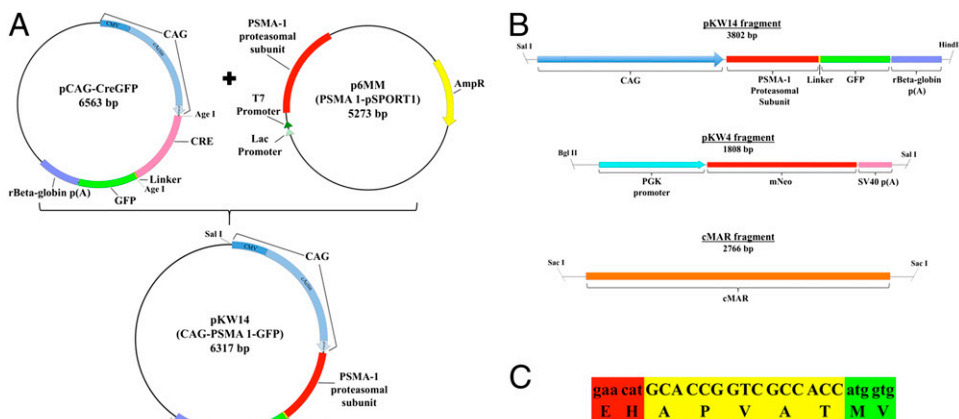 A
CMV
CAG
cActin
pCAG-CreGFP
6563 bp
Age I
CRE
Linker
Age I
GFP
rBeta-globin p(A)
PSMA-1
proteasomal
subunit
AmpR
p6MM
(PSMA 1-pSPORT1)
5273 bp
T7
Promoter
Lac
Promoter
Sal I
CMV
CAG
cActin
pKW14
(CAG-PSMA 1-GFP)
6317 bp
PSMA-1
proteasomal
subunit
B
pKW14 fragment
3802 bp
Sal I
HindI
CAG
PSMA-1
Proteasomal
Subunit
Linker
GFP
rBeta-globin
p(A)
pKW4 fragment
1808 bp
Bgl II
Sal I
PGK
promoter
mNeo
SV40 p(A)
cMAR fragment
2766 bp
Sac I
Sac I
cMAR
C
gaa cat GCA CCG GTC GCC ACC atg gtg
E H A P V A T M V